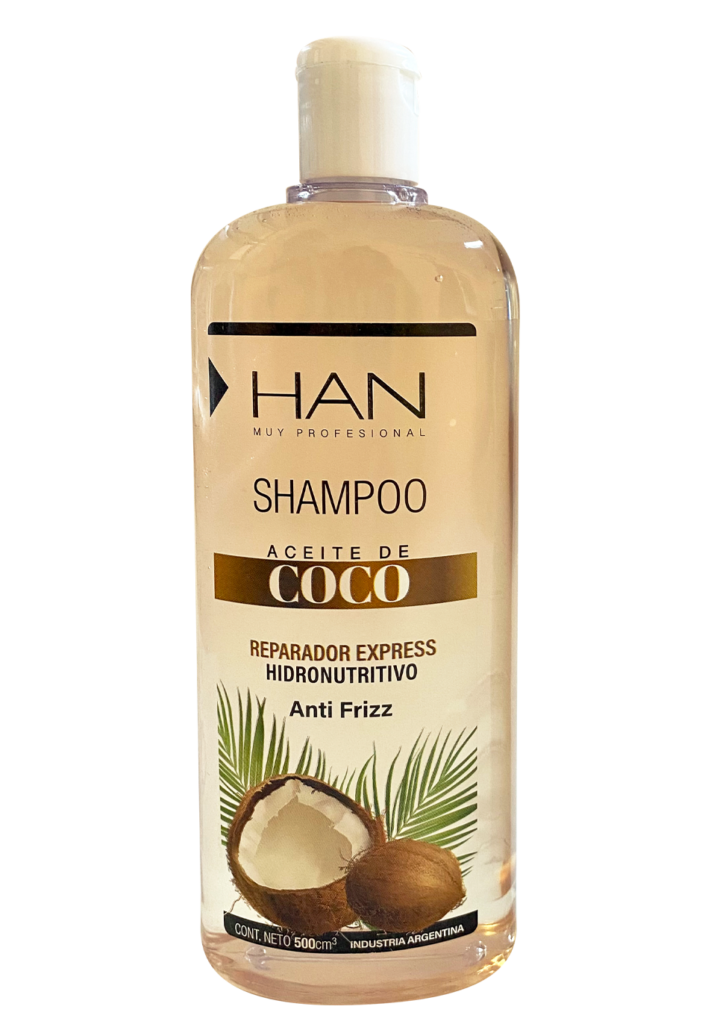 HAN
MUY PROFESIONAL
SHAMPOO
ACEITE DE
COCO
REPARADOR EXPRESS
HIDRONUTRITIVO
Anti Frizz
CONT. NETO 500cm³ INDUSTRIA ARGENTINA